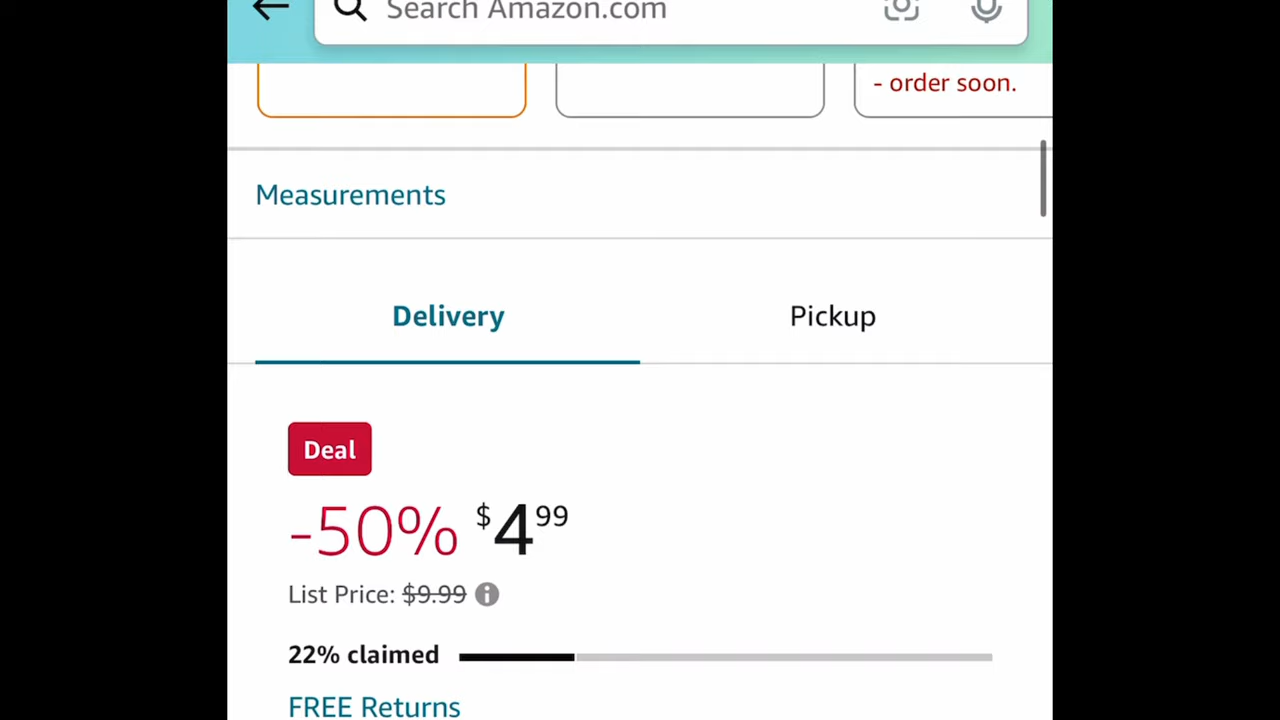 Search Amazon.com
- order soon.
Measurements
Delivery
Pickup
Deal
-50% $4 99
List Price: $9.99
22% claimed
FREE Returns